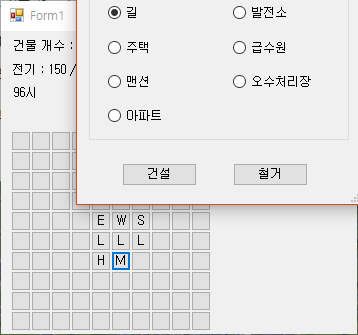 Form1
건물 개수 :
전기 : 150 /
96시
길
발전소
주택
급수원
맨션
오수처리장
아파트
건설
철거
E W S
L L L
H M